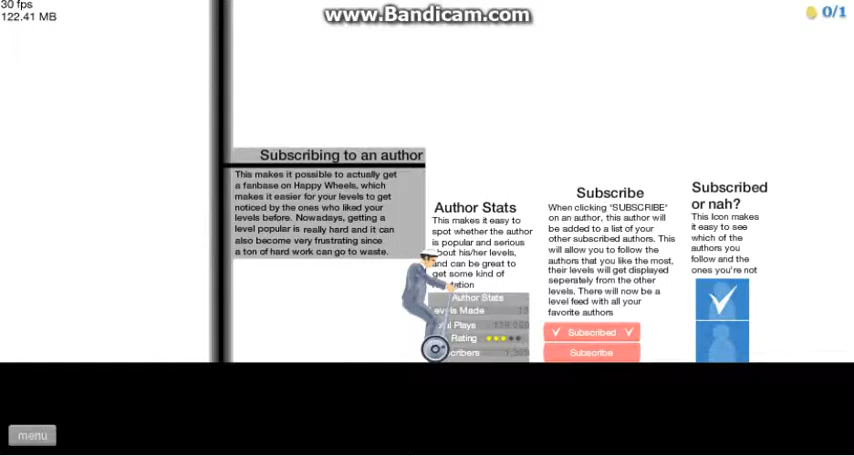 30 fps
122.41 MB
www.Bandicam.com
0/1
Subscribing to an author
This makes it possible to actually get
a fanbase on Happy Wheels, which
makes it easier for your levels to get
noticed by the ones who liked your
levels before. Nowadays, getting a
level popular is really hard and it can
also become very frustrating since
a ton of hard work can go to waste.
Author Stats
This makes it easy to
spot whether the author
is popular and serious
about his/her levels,
and can be great to
get some kind of
Author Stats
Made
Plays
Rating
Subscribe
When clicking "SUBSCRIBE"
on an author, this author will
be added to a list of your
other subscribed authors. This
will allow you to follow the
authors that you like the most,
their levels will get displayed
seperately from the other
levels. There will now be a
level feed with all your
favorite authors
Subscribed
Subscribe
Subscribed
or nah?
This Icon makes
it easy to see
which of the
authors you
follow and the
ones you're not
menu